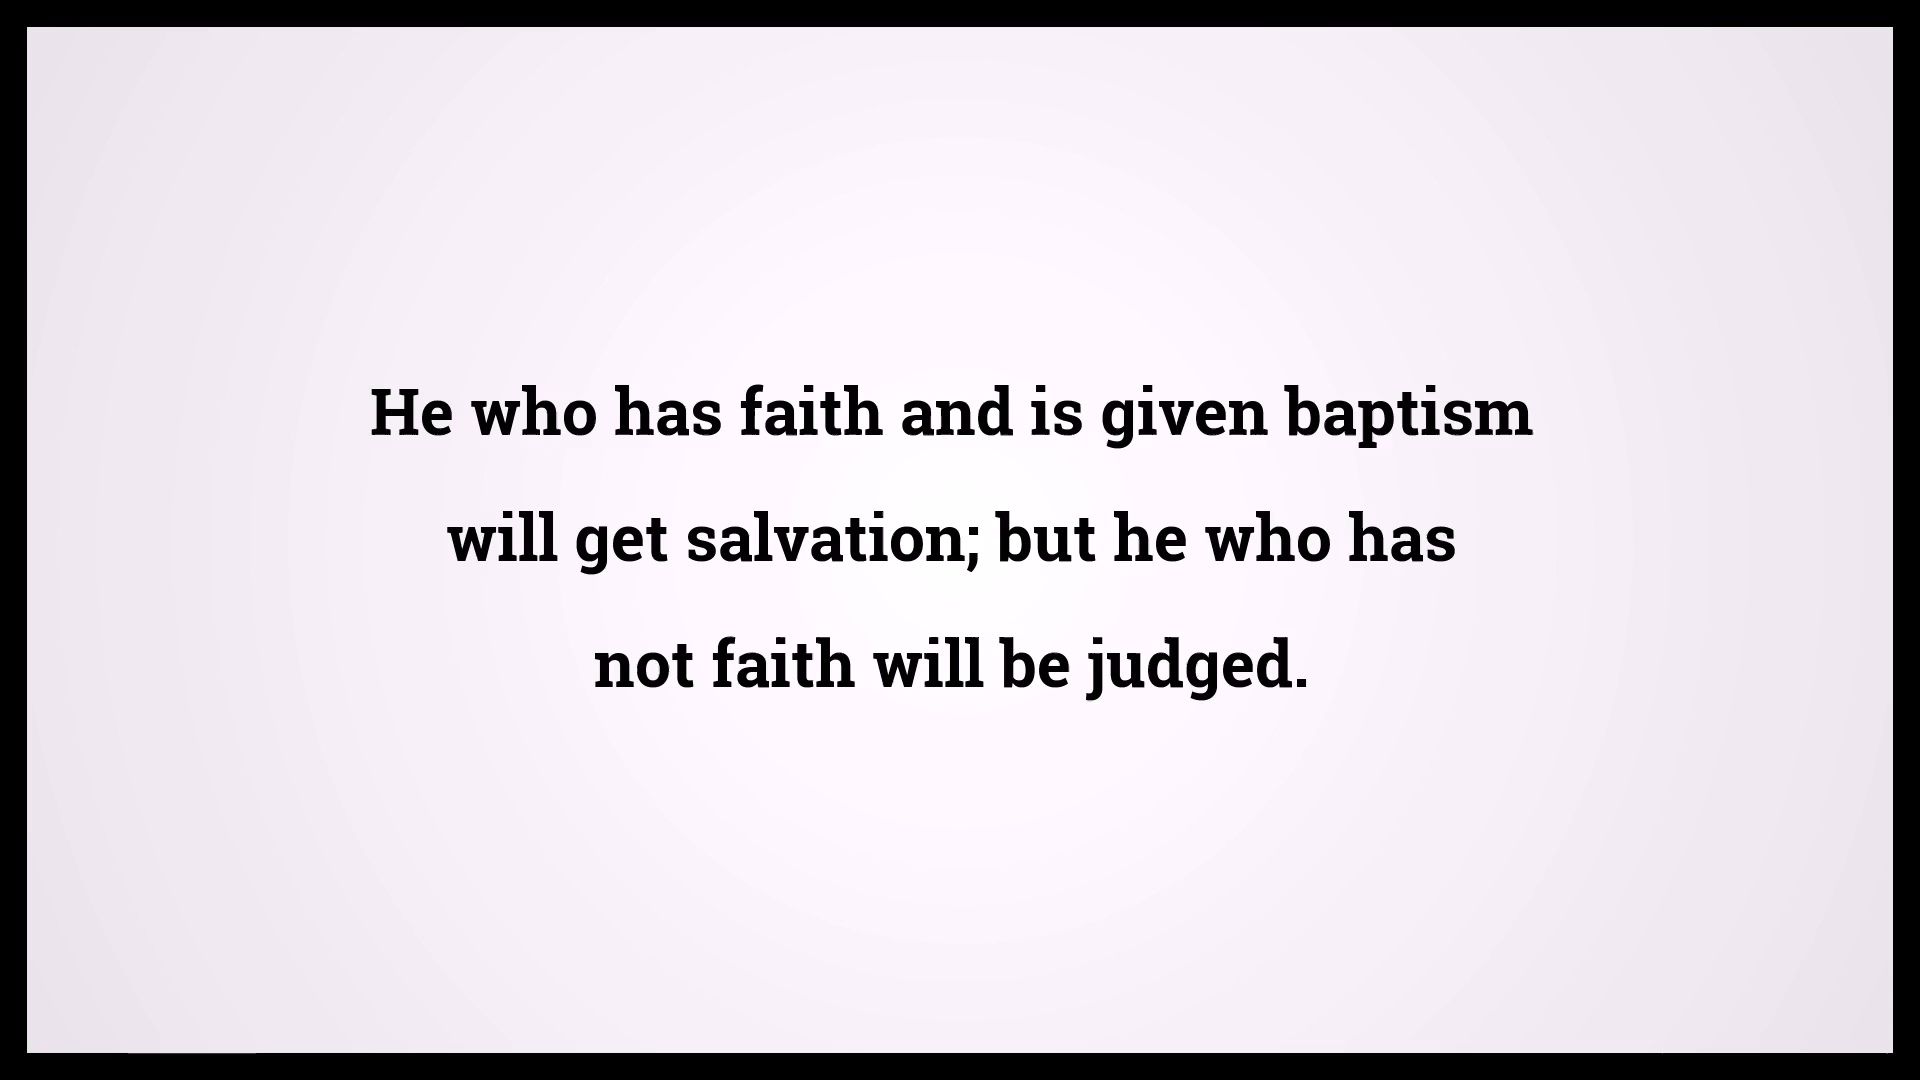 He who has faith and is given baptism
will get salvation; but he who has
not faith will be judged.